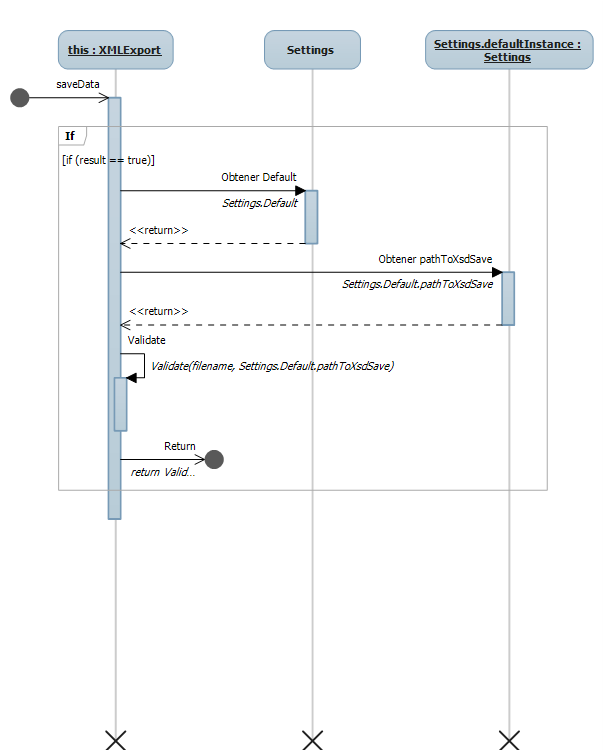 this : XMLExport
Settings
Settings.defaultInstance :
Settings
saveData
If
[if (result == true)]
Obtener Default
Settings.Default
<<return>>
Obtener pathToXsdSave
Settings.Default.pathToXsdSave
<<return>>
Validate
Validate(filename, Settings.Default.pathToXsdSave)
Return
return Valid...